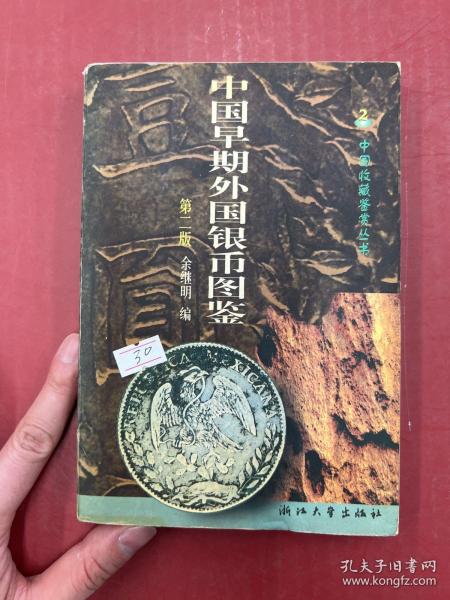 2
中国收藏鉴赏丛书
中国早期外国银币图鉴
第二版
余继明 编
30
REPUBLICA MEXICANA
浙江大学出版社
孔夫子旧书网
www.kongfz.com